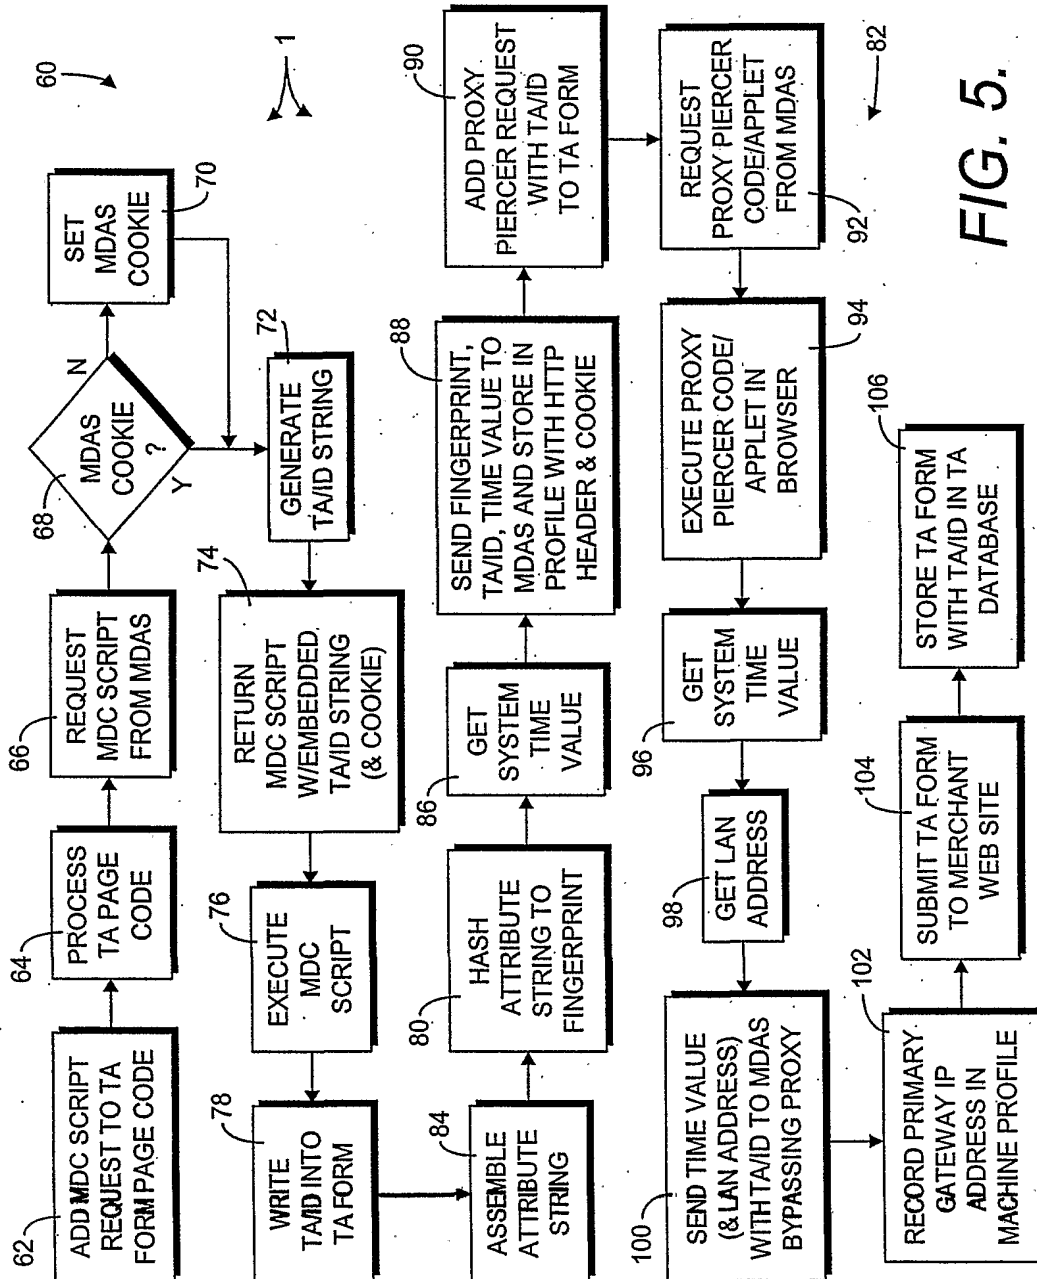 60
1
62
ADD MDC SCRIPT
REQUEST TO TA
FORM PAGE CODE
64
PROCESS
TA PAGE
CODE
66
REQUEST
MDC SCRIPT
FROM MDAS
68
MDAS
COOKIE
?
N
Y
SET
MDAS
COOKIE
70
72
GENERATE
TA/ID STRING
74
RETURN
MDC SCRIPT
W/EMBEDDED
TA/ID STRING
(& COOKIE)
76
EXECUTE
MDC
SCRIPT
78
WRITE
TA/ID INTO
TA FORM
84
ASSEMBLE
ATTRIBUTE
STRING
80
HASH
ATTRIBUTE
STRING TO
FINGERPRINT
86
GET
SYSTEM
TIME
VALUE
88
SEND FINGERPRINT,
TA/ID, TIME VALUE TO
MDAS AND STORE IN
PROFILE WITH HTTP
HEADER & COOKIE
90
ADD PROXY
PIERCER REQUEST
WITH TA/ID
TO TA FORM
REQUEST
PROXY PIERCER
CODE/APPLET
FROM MDAS
92
82
EXECUTE PROXY
PIERCER CODE/
APPLET IN
BROWSER
94
96
GET
SYSTEM
TIME
VALUE
98
GET LAN
ADDRESS
100
SEND TIME VALUE
(& LAN ADDRESS)
WITH TA/ID TO MDAS
BYPASSING PROXY
102
RECORD PRIMARY
GATEWAY IP
ADDRESS IN
MACHINE PROFILE
104
SUBMIT TA FORM
TO MERCHANT
WEB SITE
106
STORE TA FORM
WITH TA/ID IN TA
DATABASE
FIG. 5.